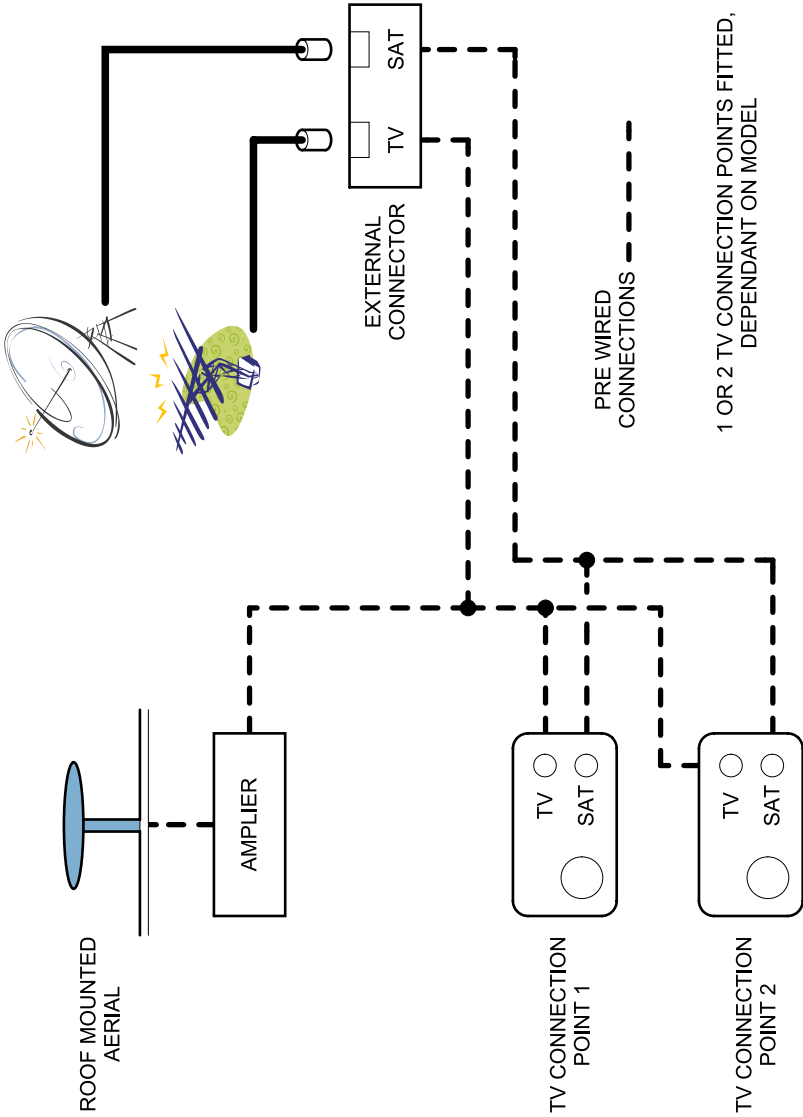 ROOF MOUNTED
AERIAL
AMPLIER
TV CONNECTION
POINT 1
TV
SAT
TV CONNECTION
POINT 2
TV
SAT
EXTERNAL
CONNECTOR
TV
SAT
PRE WIRED
CONNECTIONS
1 OR 2 TV CONNECTION POINTS FITTED,
DEPENDANT ON MODEL